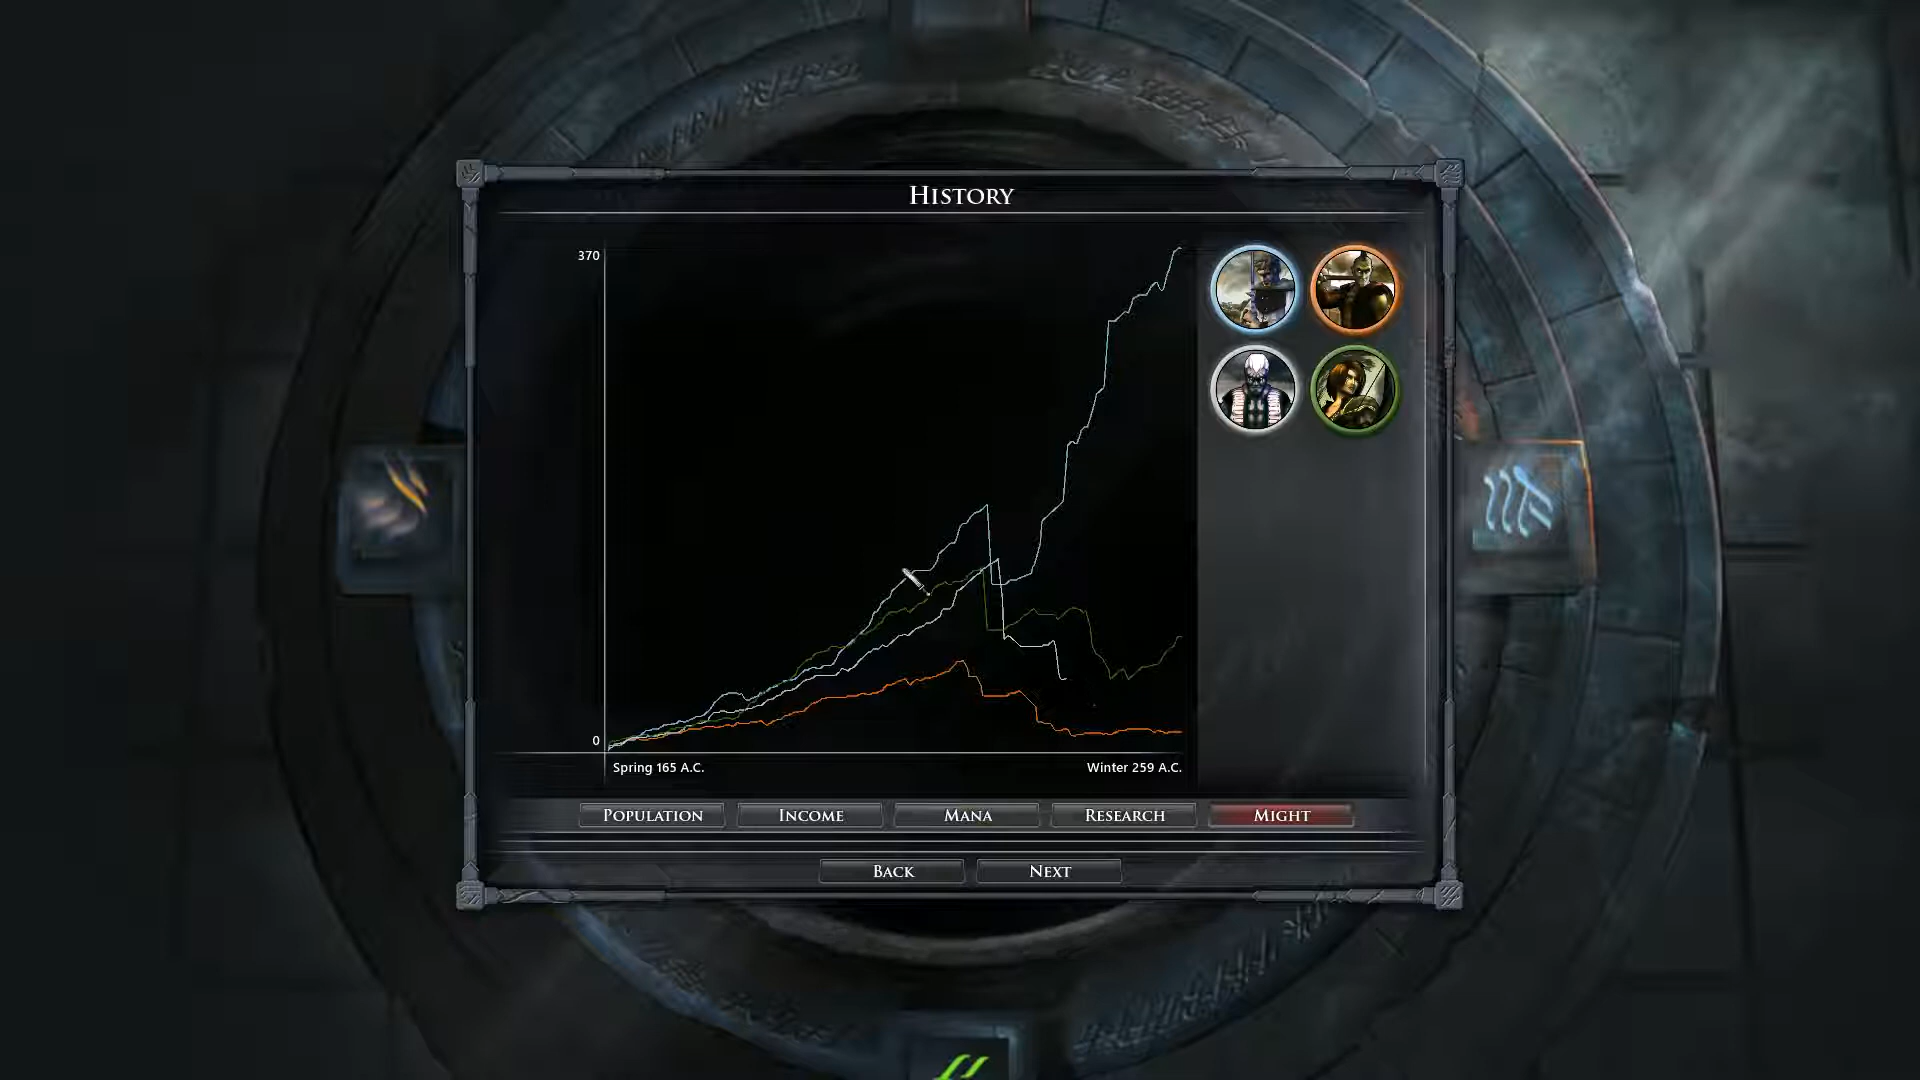 HISTORY
370
0
Spring 165 A.C. Winter 259 A.C.
POPULATION INCOME MANA RESEARCH MIGHT
BACK NEXT